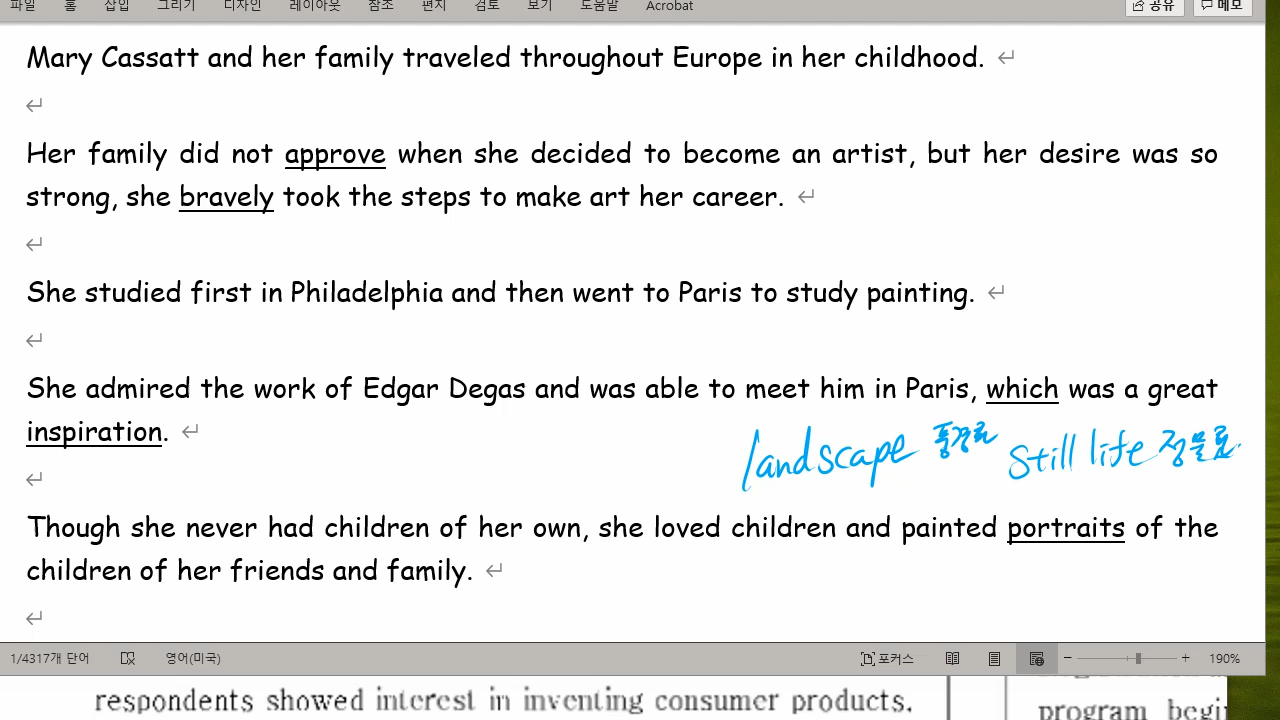 파일 홈 삽입 그리기 디자인 레이아웃 참조 편지 검토 보기 도움말 Acrobat 공유 메모
Mary Cassatt and her family traveled throughout Europe in her childhood.
Her family did not approve when she decided to become an artist, but her desire was so
strong, she bravely took the steps to make art her career.
She studied first in Philadelphia and then went to Paris to study painting.
She admired the work of Edgar Degas and was able to meet him in Paris, which was a great
inspiration.
landscape 풍경화 still life 정물화.
Though she never had children of her own, she loved children and painted portraits of the
children of her friends and family.
1/4317개 단어 영어(미국) 포커스 190%
respondents showed interest in inventing consumer products.
program